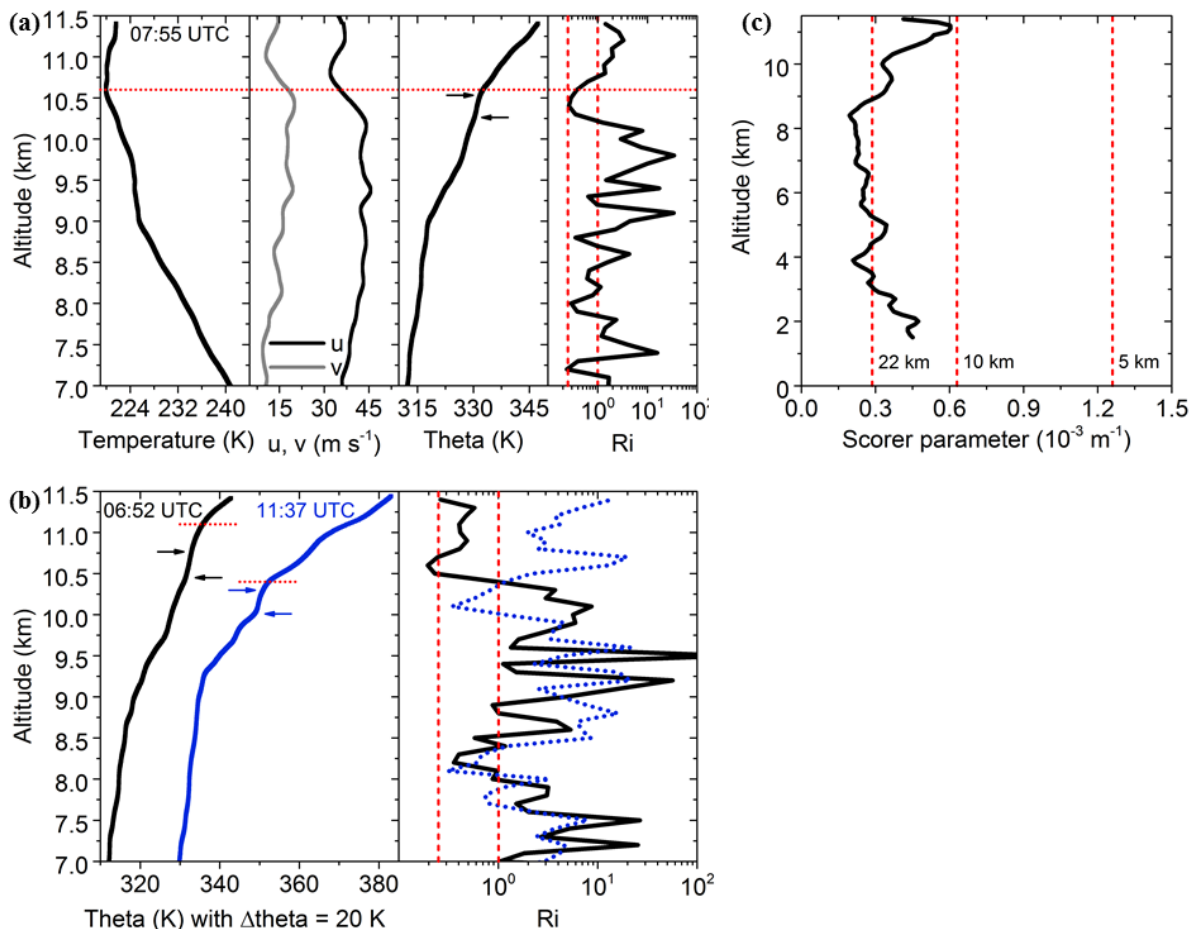 (a)
07:55 UTC
11.5
11.0
10.5
10.0
9.5
9.0
8.5
8.0
7.5
7.0
Altitude (km)
u
v
224 232 240
15 30 45
315 330 345
10⁰ 10¹
Temperature (K)
u, v (m s⁻¹)
Theta (K)
Ri
(c)
10
8
6
4
2
0
Altitude (km)
22 km
10 km
5 km
0.0 0.3 0.6 0.9 1.2 1.5
Scorer parameter (10⁻³ m⁻¹)
(b)
06:52 UTC
11:37 UTC
11.5
11.0
10.5
10.0
9.5
9.0
8.5
8.0
7.5
7.0
Altitude (km)
320 340 360 380
10⁰ 10¹ 10²
Theta (K) with Δtheta = 20 K
Ri